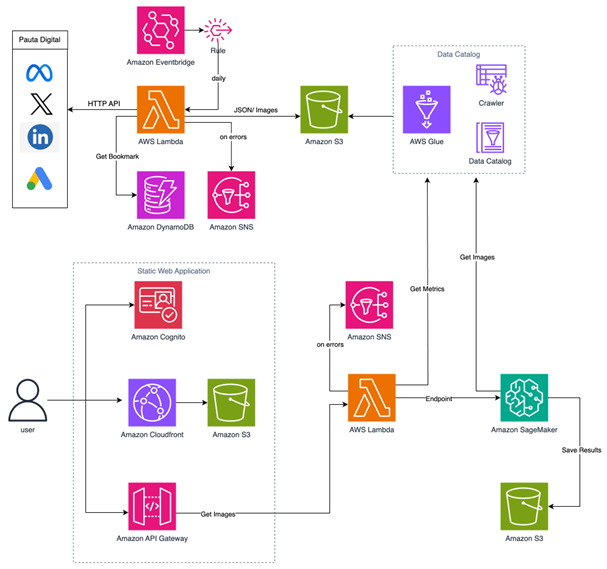 Pauta Digital
Amazon Eventbridge
Rule
daily
HTTP API
AWS Lambda
JSON/ Images
Amazon S3
on errors
Get Bookmark
Amazon DynamoDB
Amazon SNS
Data Catalog
AWS Glue
Crawler
Data Catalog
Get Images
Get Metrics
Static Web Application
Amazon Cognito
Amazon SNS
on errors
user
Amazon Cloudfront
Amazon S3
AWS Lambda
Endpoint
Amazon SageMaker
Save Results
Get Images
Amazon API Gateway
Amazon S3